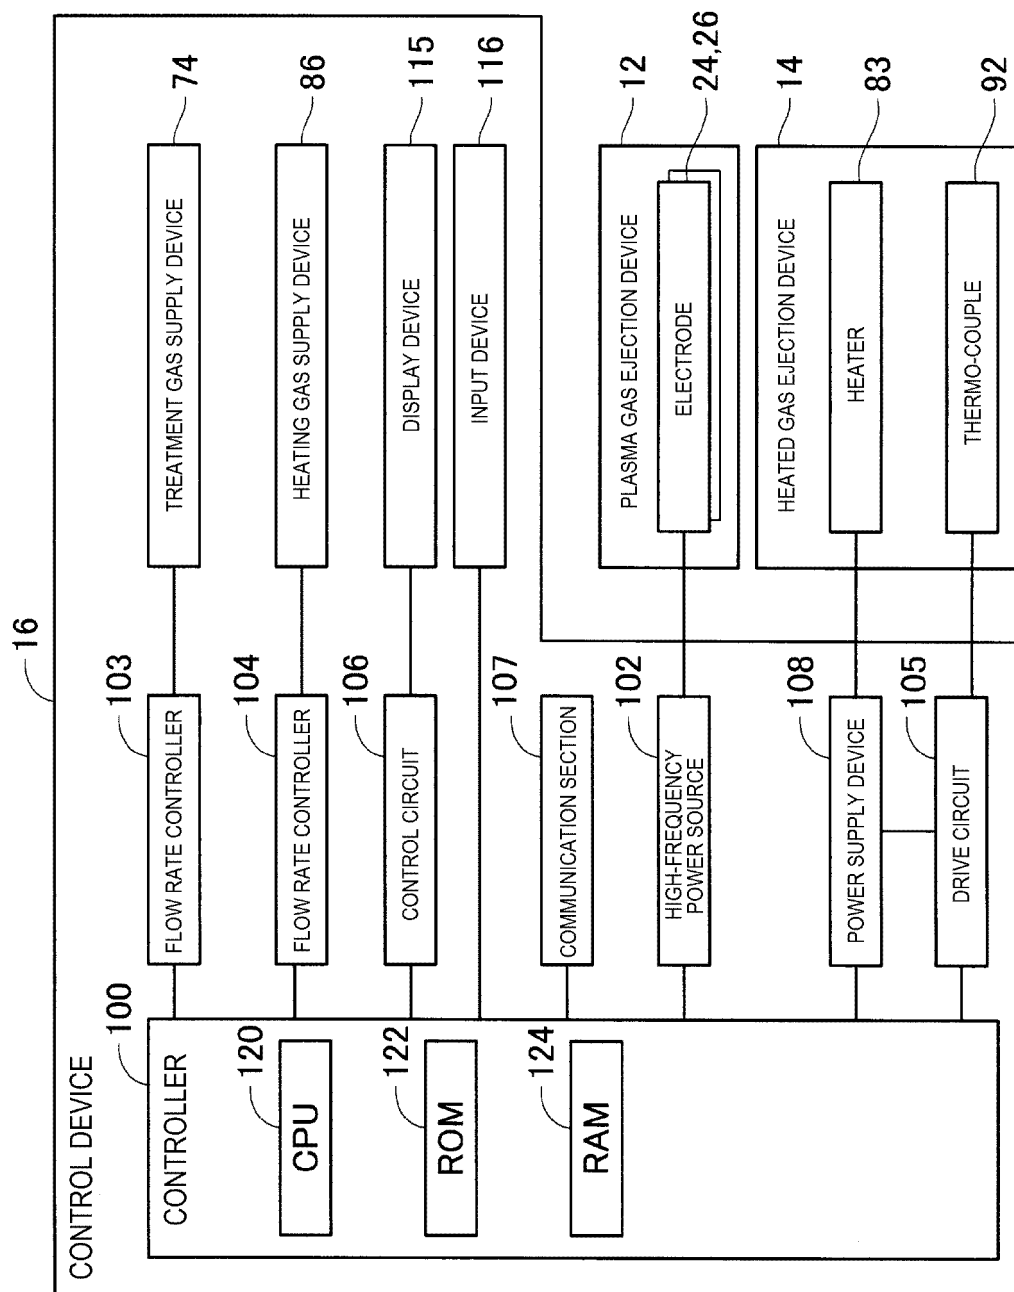 16
CONTROL DEVICE
100
CONTROLLER
120
CPU
122
ROM
124
RAM
103
FLOW RATE CONTROLLER
74
TREATMENT GAS SUPPLY DEVICE
104
FLOW RATE CONTROLLER
86
HEATING GAS SUPPLY DEVICE
106
CONTROL CIRCUIT
115
DISPLAY DEVICE
116
INPUT DEVICE
107
COMMUNICATION SECTION
12
PLASMA GAS EJECTION DEVICE
102
HIGH-FREQUENCY
POWER SOURCE
24,26
ELECTRODE
14
HEATED GAS EJECTION DEVICE
108
POWER SUPPLY DEVICE
83
HEATER
105
DRIVE CIRCUIT
92
THERMO-COUPLE